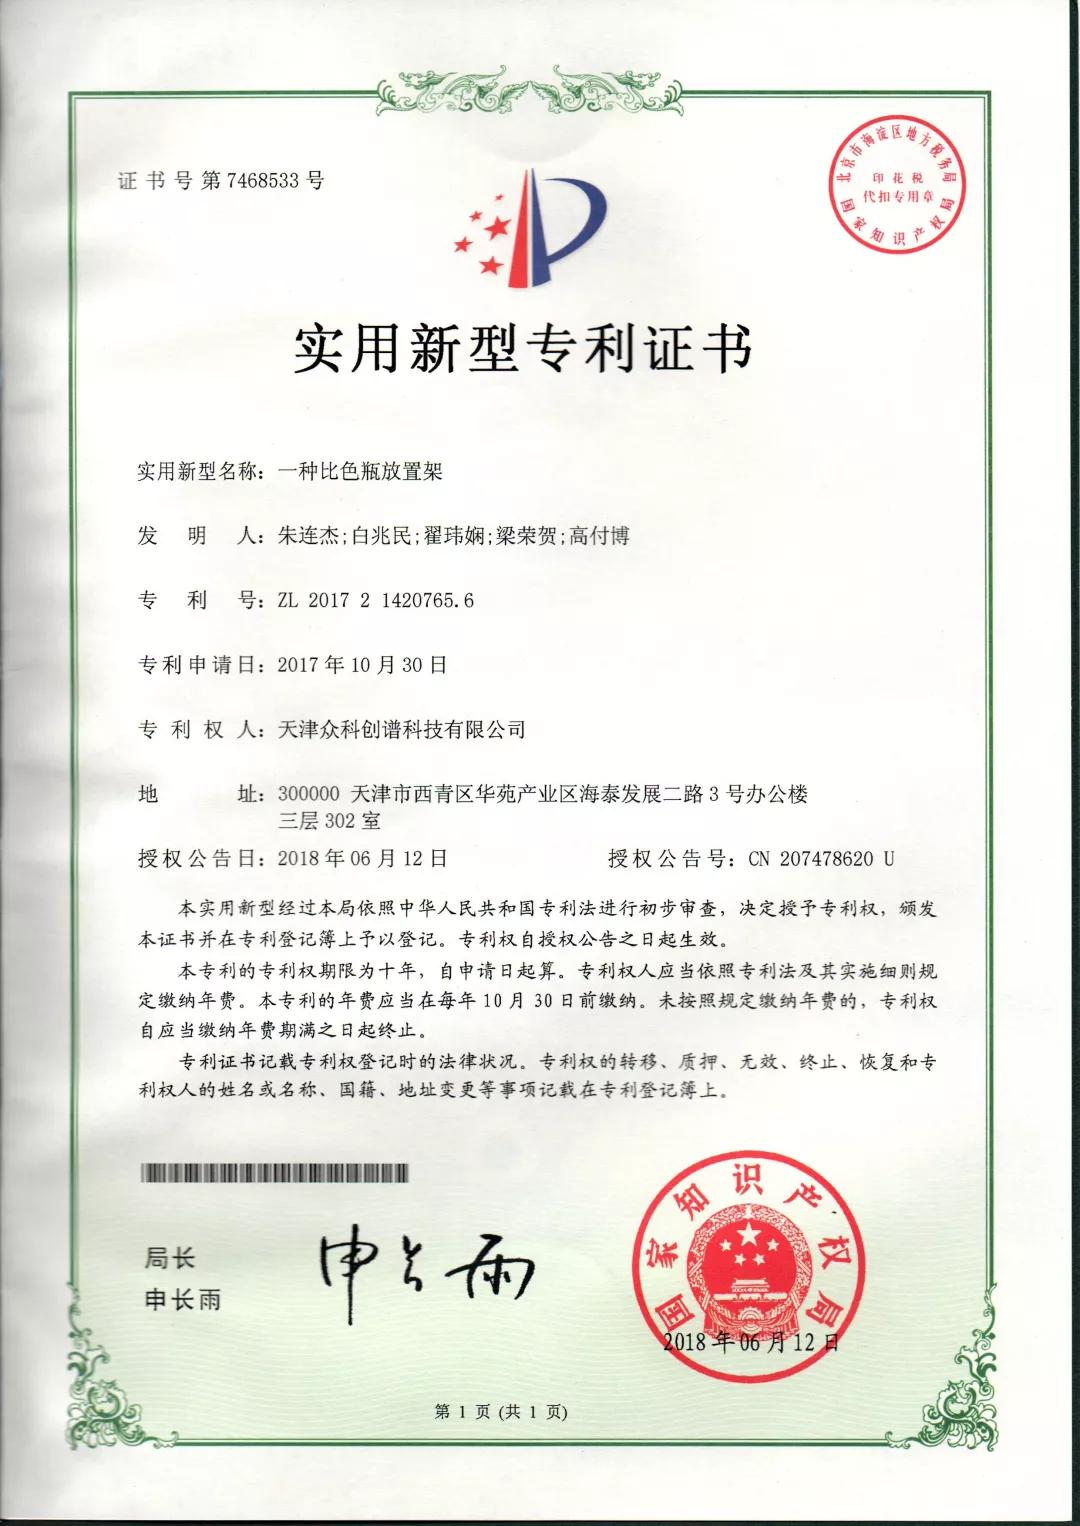 证书号第7468533号
北京市海淀区地方税务局
印花税
代扣专用章
国家知识产权局
实用新型专利证书
实用新型名称：一种比色瓶放置架
发明人：朱连杰;白兆民;翟玮娴;梁荣贺;高付博
专利号：ZL 2017 2 1420765.6
专利申请日：2017年10月30日
专利权人：天津众科创谱科技有限公司
地址：300000 天津市西青区华苑产业区海泰发展二路3号办公楼
三层302室
授权公告日：2018年06月12日 授权公告号：CN 207478620 U
本实用新型经过本局依照中华人民共和国专利法进行初步审查，决定授予专利权，颁发
本证书并在专利登记簿上予以登记。专利权自授权公告之日起生效。
本专利的专利权期限为十年，自申请日起算。专利权人应当依照专利法及其实施细则规
定缴纳年费。本专利的年费应当在每年10月30日前缴纳。未按照规定缴纳年费的，专利权
自应当缴纳年费期满之日起终止。
专利证书记载专利权登记时的法律状况。专利权的转移、质押、无效、终止、恢复和专
利权人的姓名或名称、国籍、地址变更等事项记载在专利登记簿上。
局长
申长雨
申长雨
国家知识产权局
2018年06月12日
第1页(共1页)